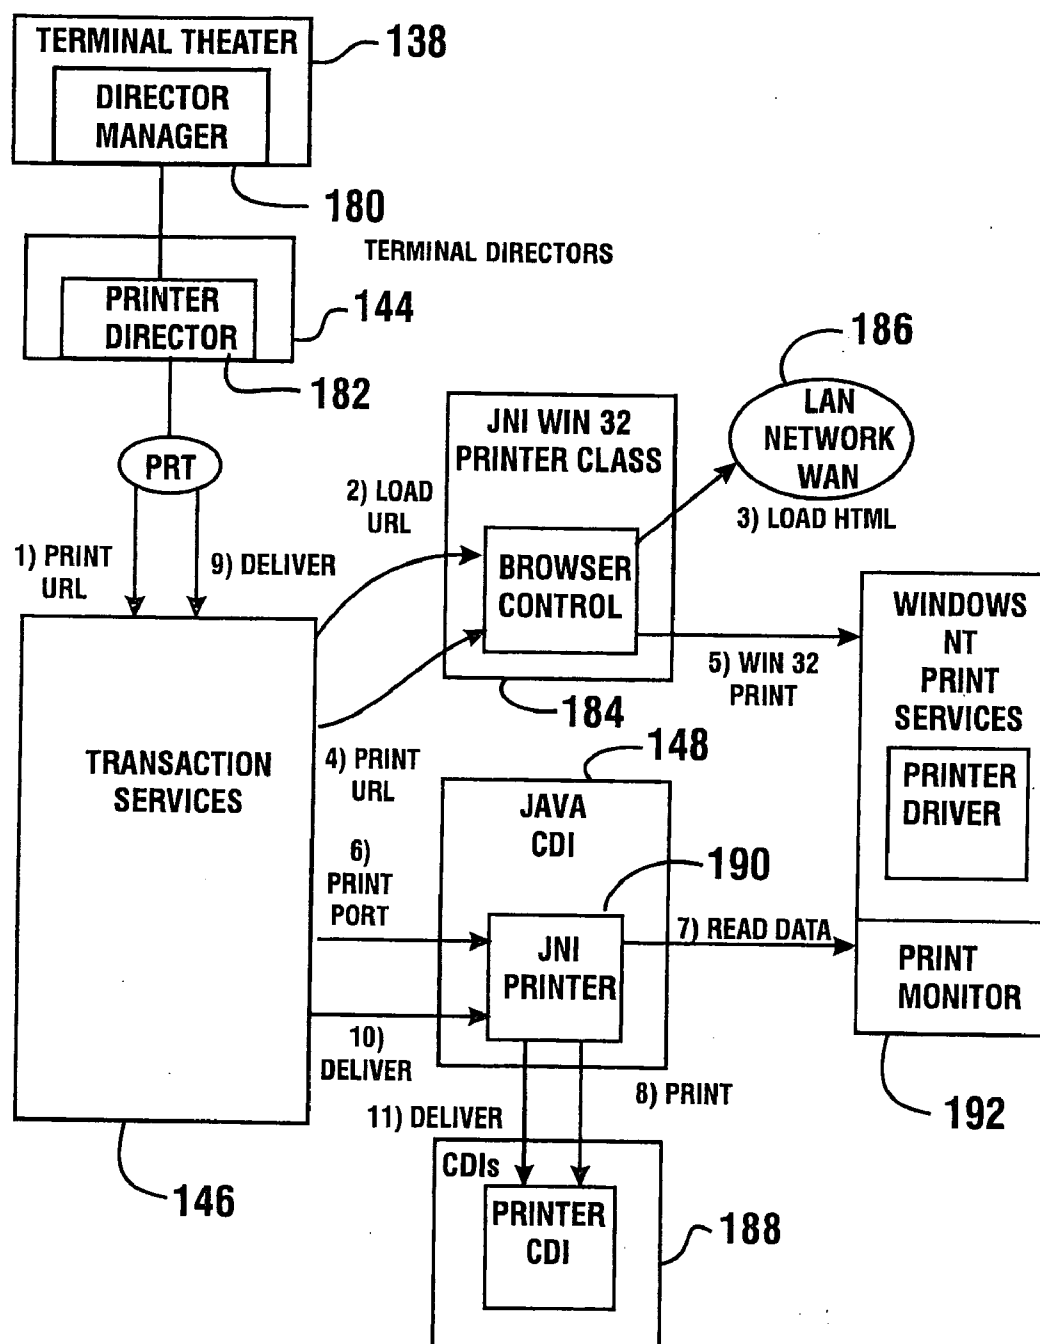 TERMINAL THEATER
138
DIRECTOR
MANAGER
180
TERMINAL DIRECTORS
PRINTER
DIRECTOR
144
182
PRT
1) PRINT
URL
9) DELIVER
JNI WIN 32
PRINTER CLASS
2) LOAD
URL
BROWSER
CONTROL
184
186
LAN
NETWORK
WAN
3) LOAD HTML
4) PRINT
URL
5) WIN 32
PRINT
WINDOWS
NT
PRINT
SERVICES
PRINTER
DRIVER
PRINT
MONITOR
192
TRANSACTION
SERVICES
146
148
JAVA
CDI
190
6)
PRINT
PORT
JNI
PRINTER
7) READ DATA
10)
DELIVER
8) PRINT
11) DELIVER
CDIs
PRINTER
CDI
188